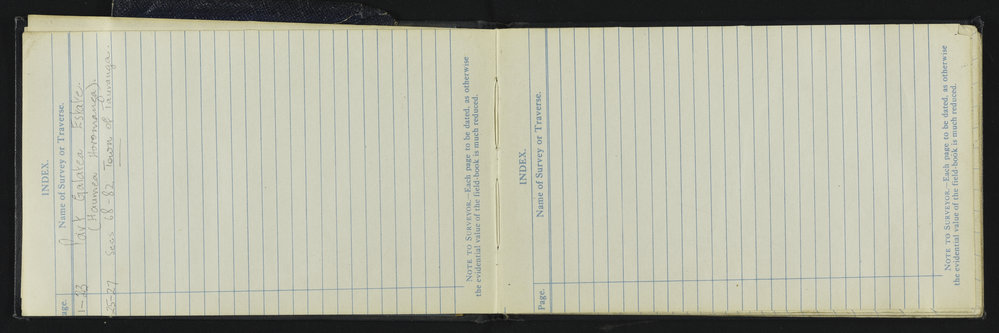 INDEX.
Page. Name of Survey or Traverse.
1-23 Part Galatea Estate.
(Haumea Horomanga).
25-27 Secs 68-82 Town of Tauranga.
NOTE TO SURVEYOR.—Each page to be dated, as otherwise
the evidential value of the field-book is much reduced.
INDEX.
Page. Name of Survey or Traverse.
NOTE TO SURVEYOR.—Each page to be dated, as otherwise
the evidential value of the field-book is much reduced.